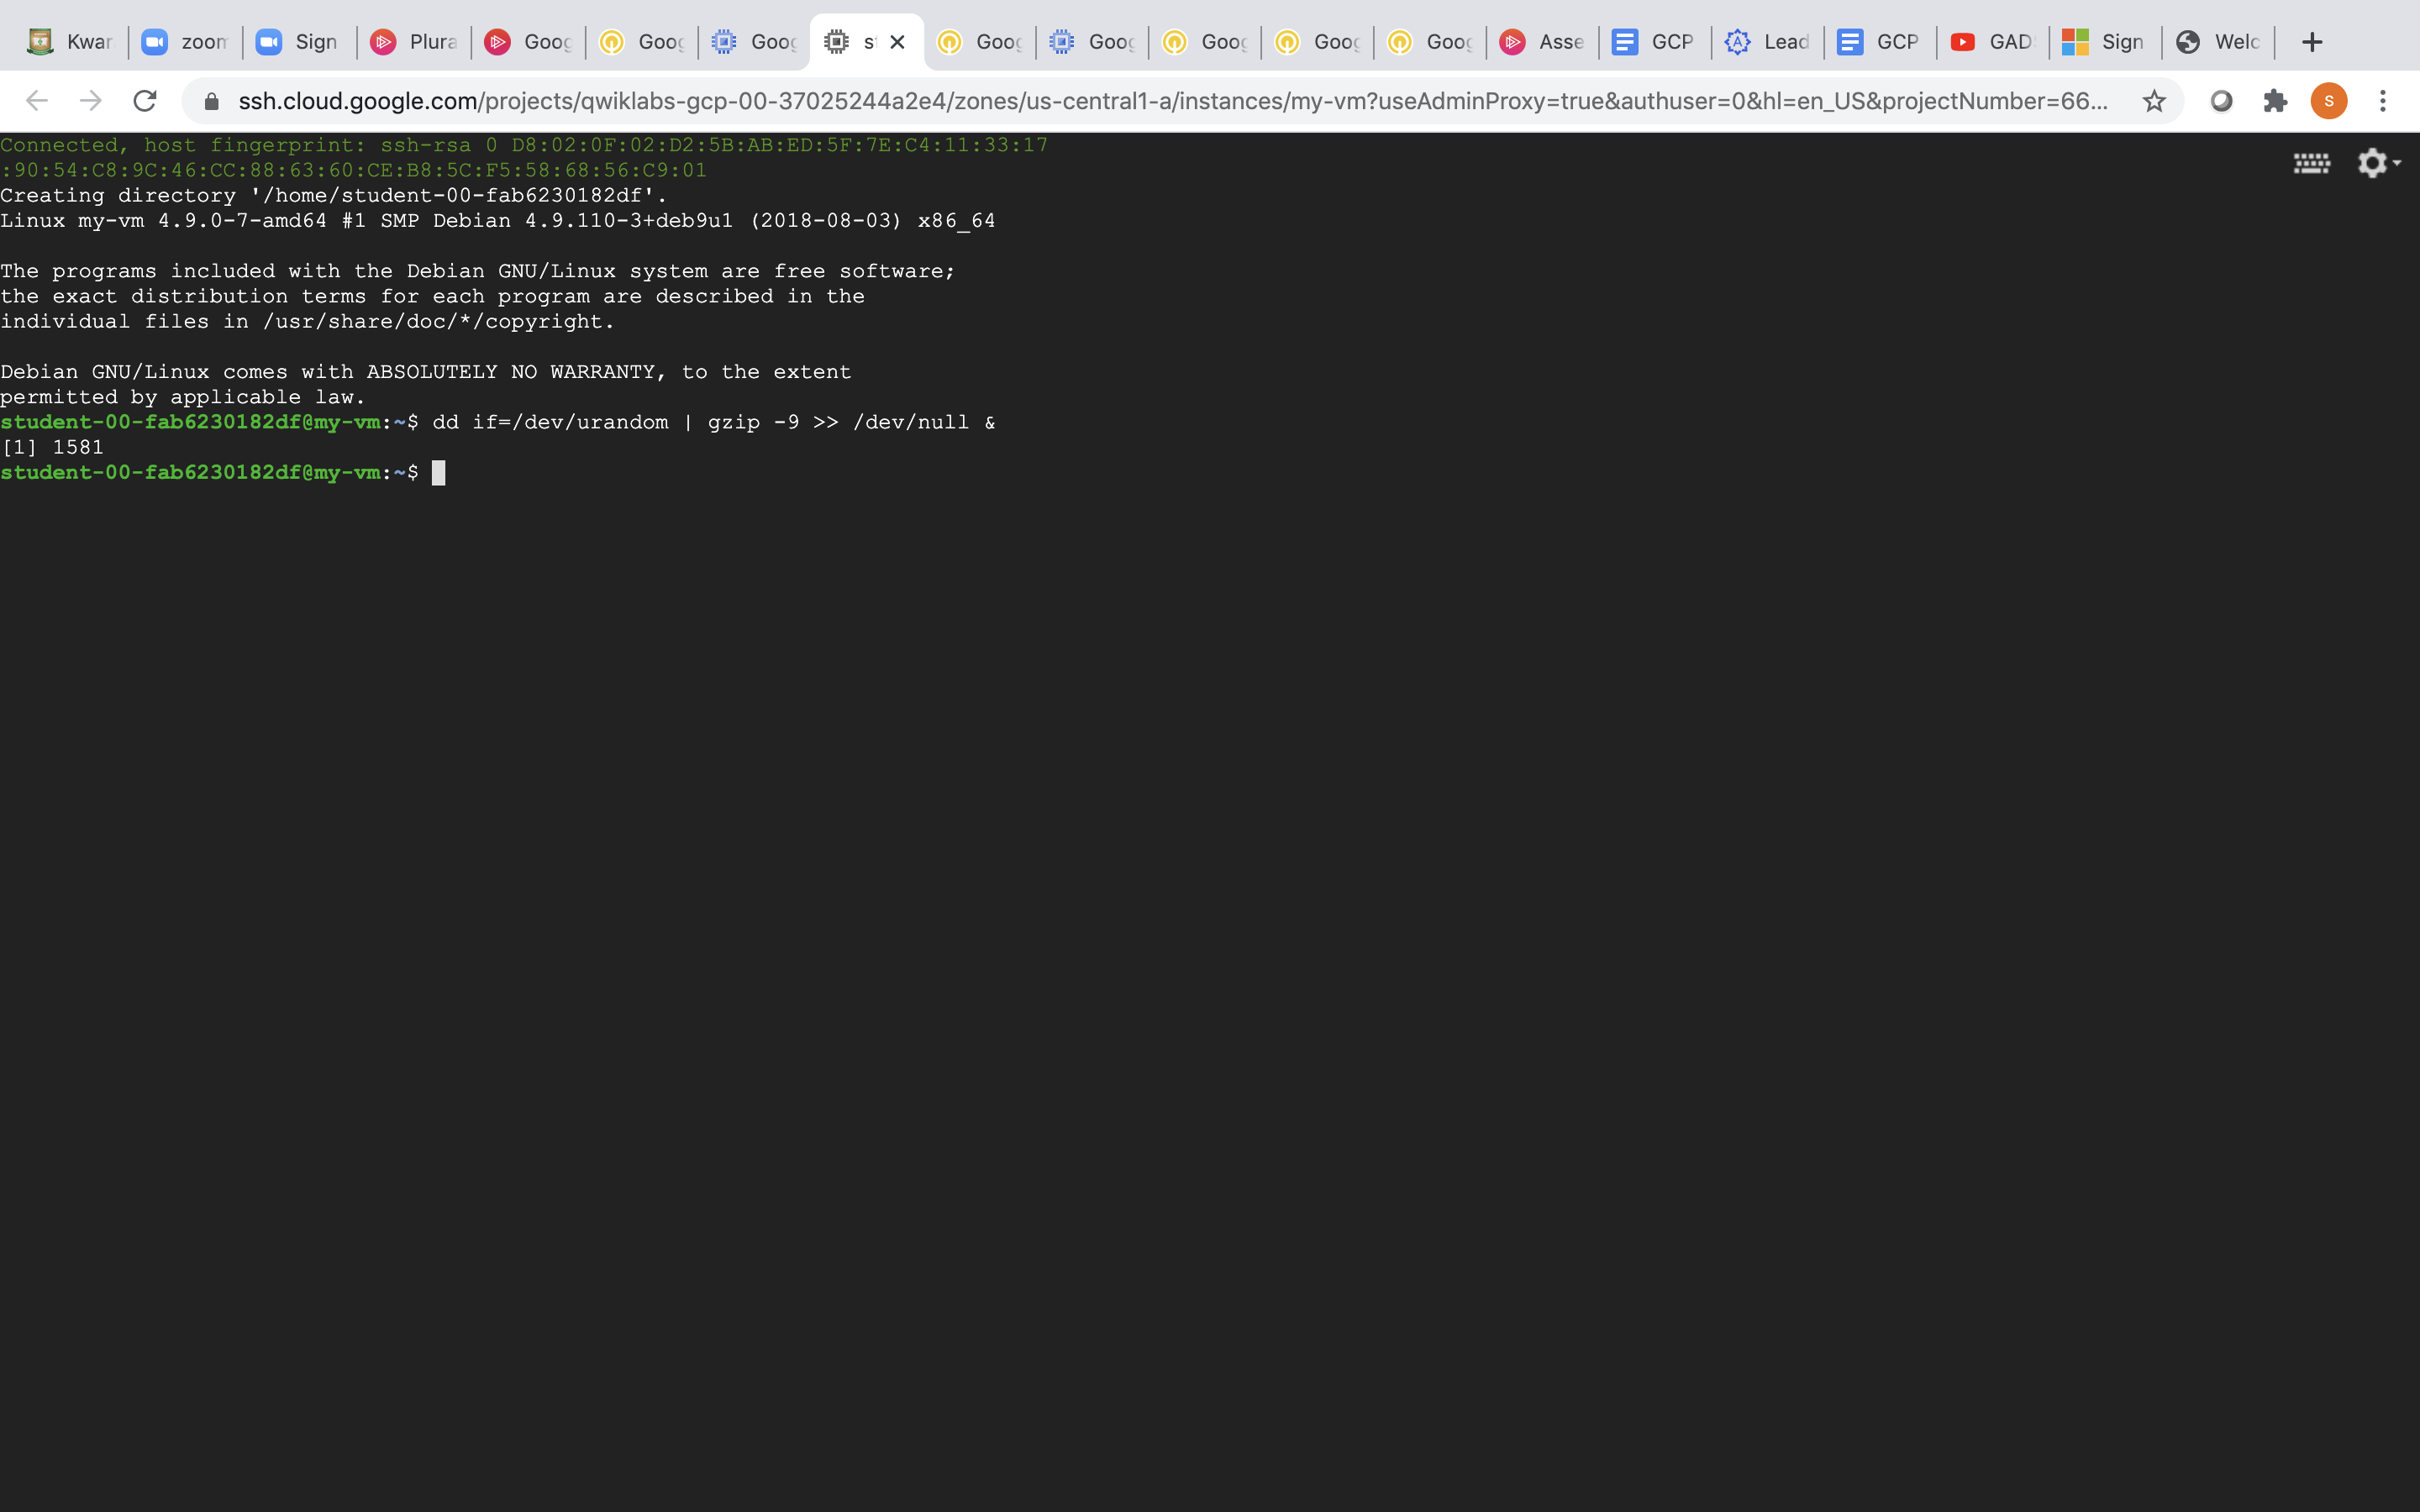 Kwar zoom Sign Plura Goog Goog Goog s Goog Goog Goog Goog Goog Asse GCP Lead GCP GAD Sign Welc
ssh.cloud.google.com/projects/qwiklabs-gcp-00-37025244a2e4/zones/us-central1-a/instances/my-vm?useAdminProxy=true&authuser=0&hl=en_US&projectNumber=66... S
Connected, host fingerprint: ssh-rsa 0 D8:02:0F:02:D2:5B:AB:ED:5F:7E:C4:11:33:17
:90:54:C8:9C:46:CC:88:63:60:CE:B8:5C:F5:58:68:56:C9:01
Creating directory '/home/student-00-fab6230182df'.
Linux my-vm 4.9.0-7-amd64 #1 SMP Debian 4.9.110-3+deb9u1 (2018-08-03) x86_64
The programs included with the Debian GNU/Linux system are free software;
the exact distribution terms for each program are described in the
individual files in /usr/share/doc/*/copyright.
Debian GNU/Linux comes with ABSOLUTELY NO WARRANTY, to the extent
permitted by applicable law.
student-00-fab6230182df@my-vm:~$ dd if=/dev/urandom | gzip -9 >> /dev/null &
[1] 1581
student-00-fab6230182df@my-vm:~$